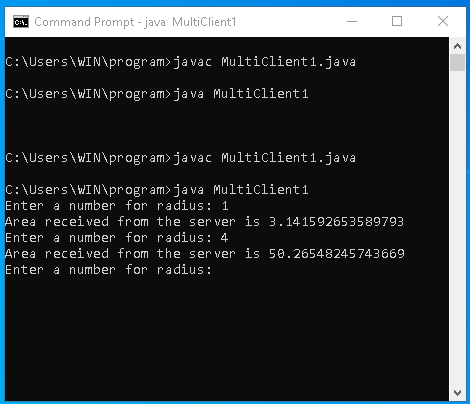 Command Prompt - java  MultiClient1
C:\Users\WIN\program>javac MultiClient1.java
C:\Users\WIN\program>java MultiClient1
C:\Users\WIN\program>javac MultiClient1.java
C:\Users\WIN\program>java MultiClient1
Enter a number for radius: 1
Area received from the server is 3.141592653589793
Enter a number for radius: 4
Area received from the server is 50.26548245743669
Enter a number for radius: